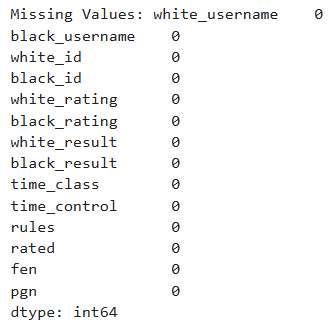 Missing Values: white_username    0
black_username    0
white_id          0
black_id          0
white_rating      0
black_rating      0
white_result      0
black_result      0
time_class        0
time_control      0
rules             0
rated             0
fen               0
pgn               0
dtype: int64